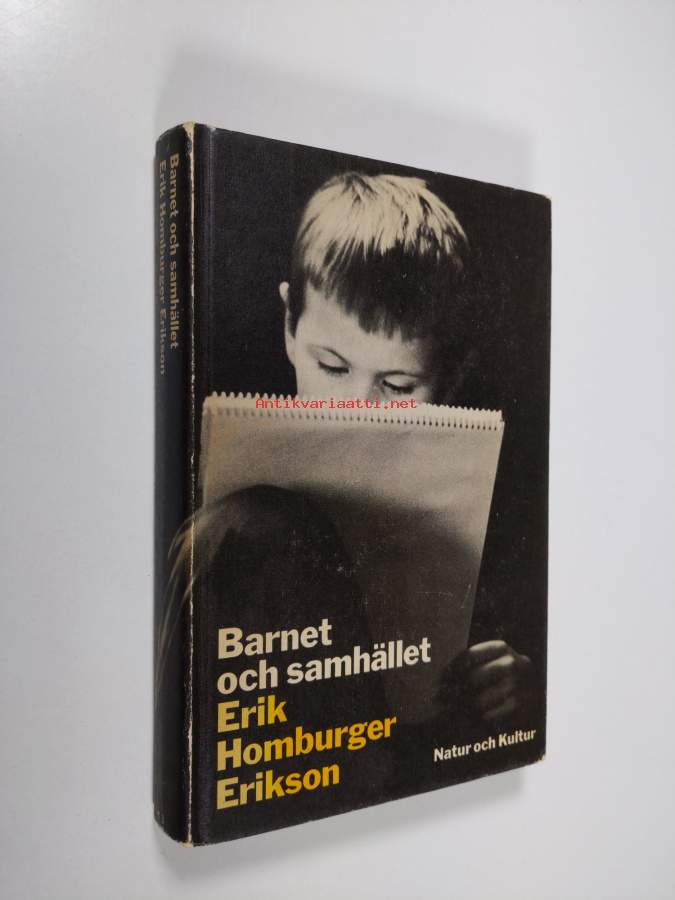 Barnet och samhället
Erik Homburger Erikson
Antikvariaatti.net
Barnet
och samhället
Erik
Homburger
Erikson
Natur och Kultur